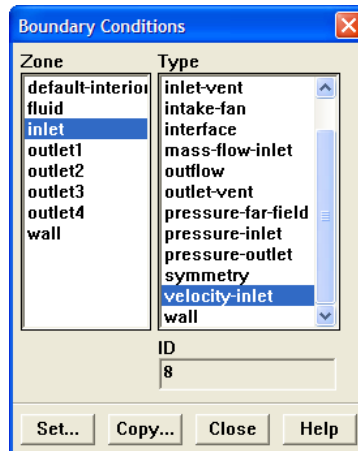 Boundary Conditions
Zone
default-interior
fluid
inlet
outlet1
outlet2
outlet3
outlet4
wall
Type
inlet-vent
intake-fan
interface
mass-flow-inlet
outflow
outlet-vent
pressure-far-field
pressure-inlet
pressure-outlet
symmetry
velocity-inlet
wall
ID
8
Set... Copy... Close Help